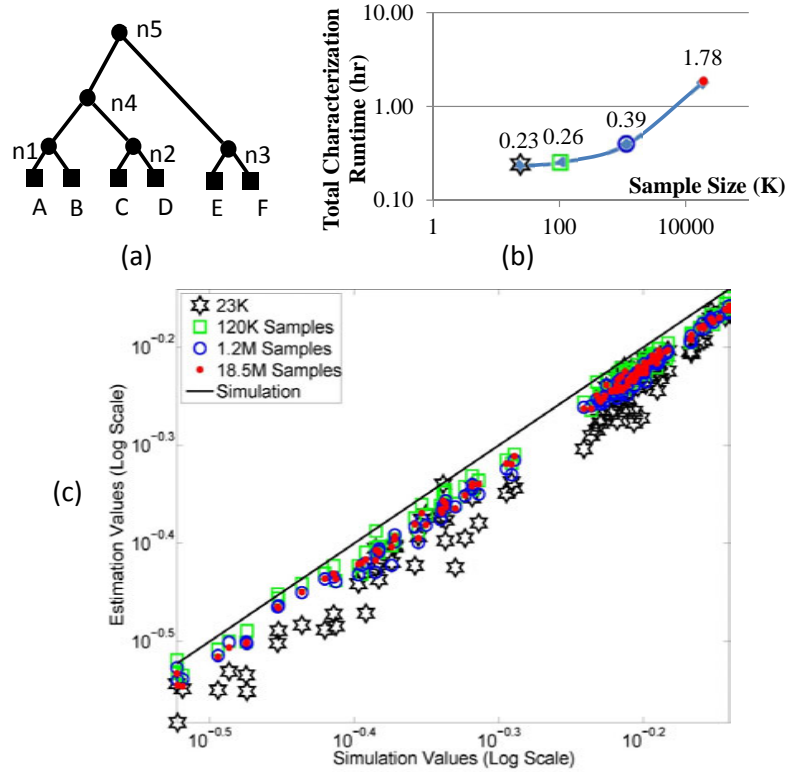 n5
n4
n1
n2
n3
A B C D E F
(a)
Total Characterization
Runtime (hr)
10.00
1.00
0.10
1.78
0.39
0.23
0.26
Sample Size (K)
1 100 10000
(b)
23K
120K Samples
1.2M Samples
18.5M Samples
Simulation
Estimation Values (Log Scale)
10^−0.2
10^−0.3
10^−0.4
10^−0.5
(c)
10^−0.5 10^−0.4 10^−0.3 10^−0.2
Simulation Values (Log Scale)